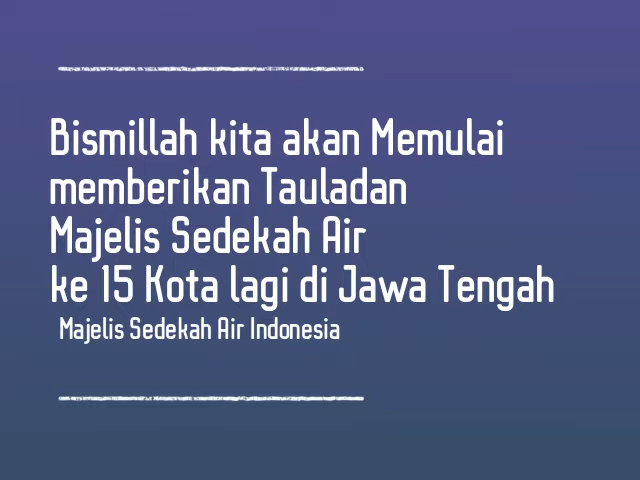 Bismillah kita akan Memulai
memberikan Tauladan
Majelis Sedekah Air
ke 15 Kota lagi di Jawa Tengah
Majelis Sedekah Air Indonesia